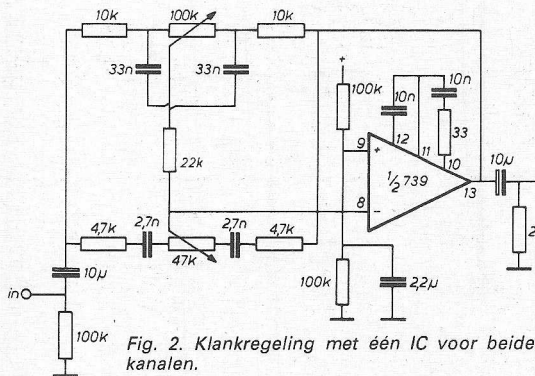 10k 100k 10k
33n 33n
+
100k
10n
10n
33
22k
9 + 12 11 10
½ 739
13
10µ
8 -
4,7k 2,7n 2,7n 4,7k
47k
10µ
in
100k
100k
2,2µ
2
Fig. 2. Klankregeling met één IC voor beide
kanalen.